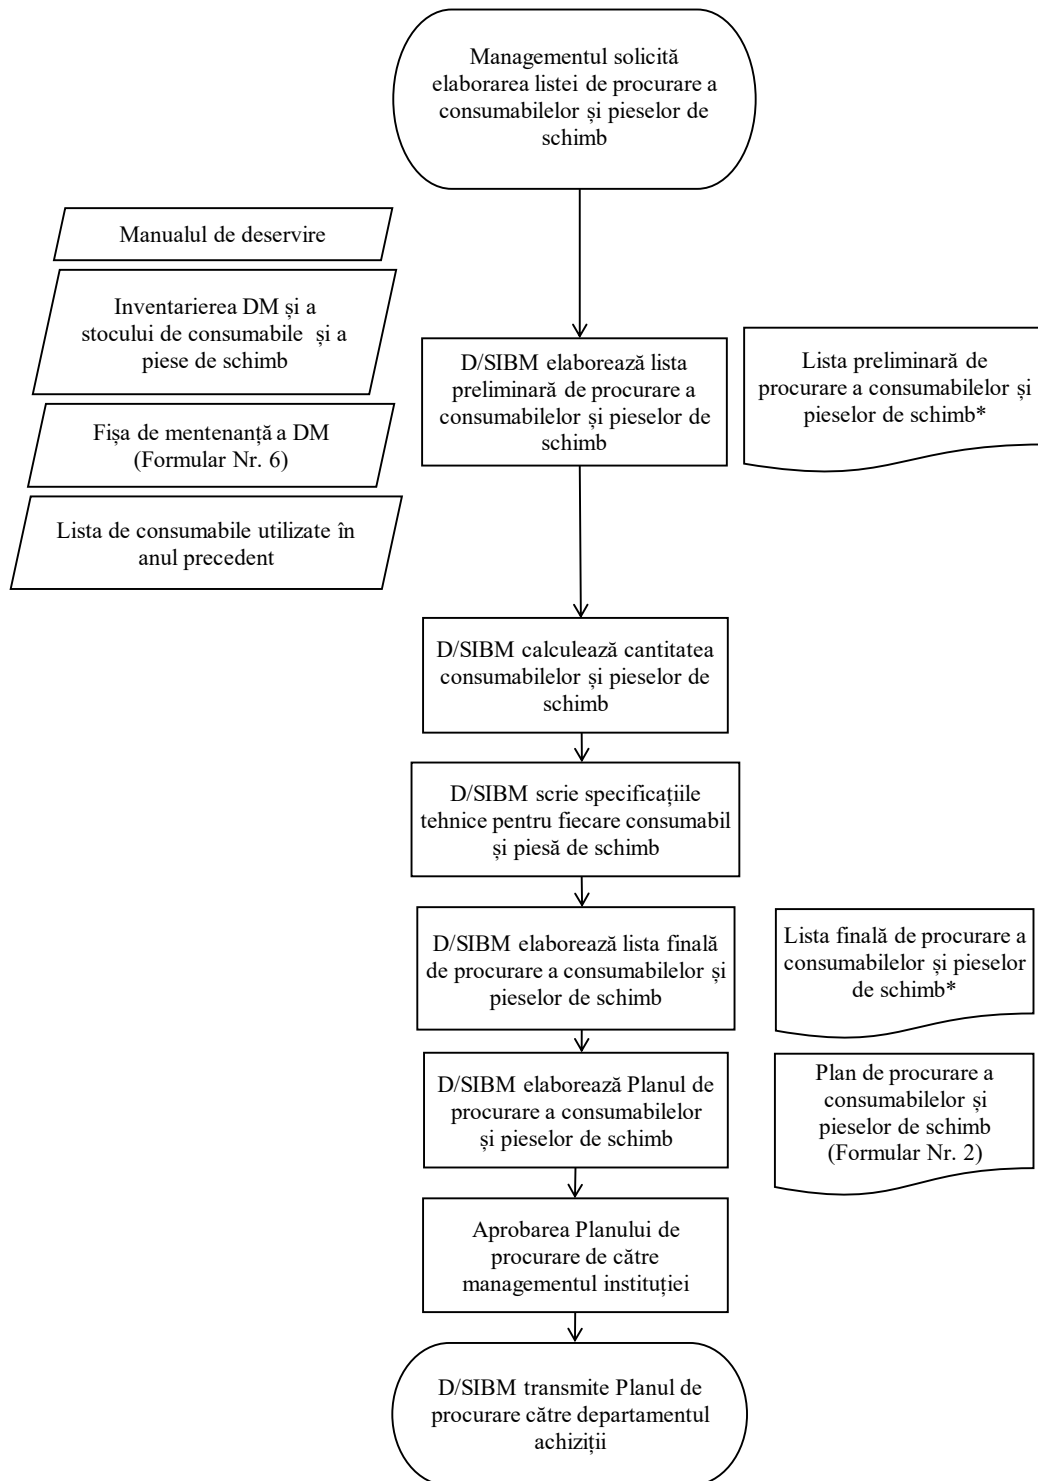 Managementul solicită
elaborarea listei de procurare a
consumabilelor și pieselor de
schimb
Manualul de deservire
Inventarierea DM și a
stocului de consumabile și a
piese de schimb
Fișa de mentenanță a DM
(Formular Nr. 6)
Lista de consumabile utilizate în
anul precedent
D/SIBM elaborează lista
preliminară de procurare a
consumabilelor și pieselor de
schimb
Lista preliminară de
procurare a consumabilelor și
pieselor de schimb*
D/SIBM calculează cantitatea
consumabilelor și pieselor de
schimb
D/SIBM scrie specificațiile
tehnice pentru fiecare consumabil
și piesă de schimb
D/SIBM elaborează lista finală
de procurare a consumabilelor și
pieselor de schimb
Lista finală de procurare a
consumabilelor și pieselor
de schimb*
D/SIBM elaborează Planul de
procurare a consumabilelor
și pieselor de schimb
Plan de procurare a
consumabilelor și
pieselor de schimb
(Formular Nr. 2)
Aprobarea Planului de
procurare de către
managementul instituției
D/SIBM transmite Planul de
procurare către departamentul
achiziții